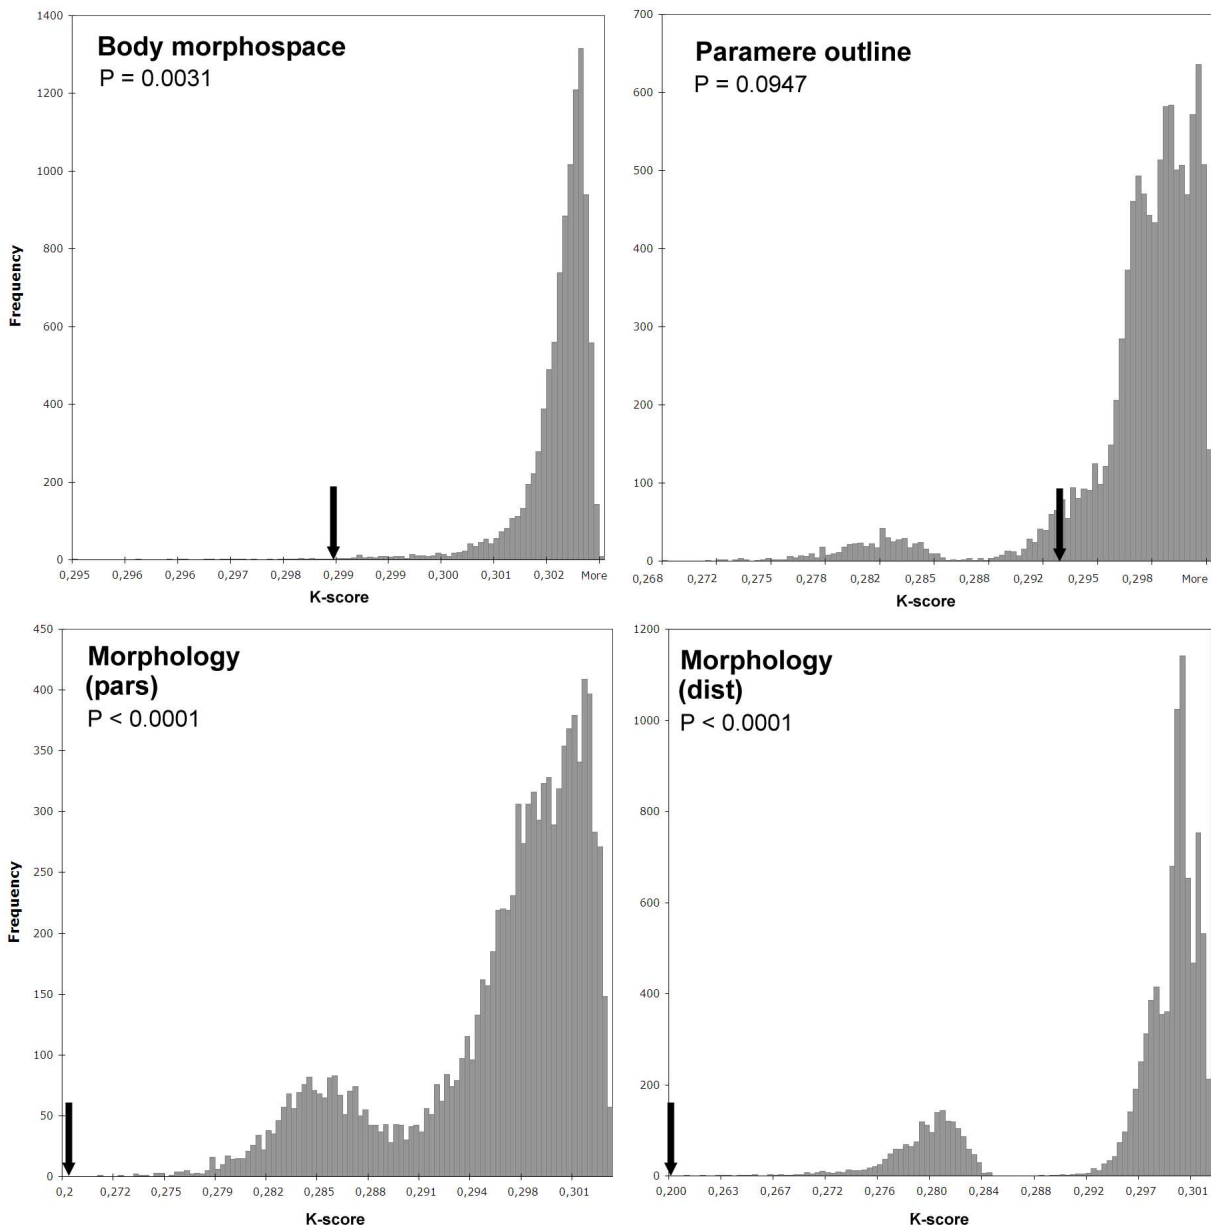 Body morphospace
P = 0.0031
1400
1200
1000
800
600
400
200
0
Frequency
0,295 0,296 0,296 0,297 0,298 0,299 0,299 0,300 0,301 0,302 More
K-score
Paramere outline
P = 0.0947
700
600
500
400
300
200
100
0
0,268 0,272 0,275 0,278 0,282 0,285 0,288 0,292 0,295 0,298 More
K-score
Morphology
(pars)
P < 0.0001
450
400
350
300
250
200
150
100
50
0
Frequency
0,2 0,272 0,275 0,279 0,282 0,285 0,288 0,291 0,294 0,298 0,301
K-score
Morphology
(dist)
P < 0.0001
1200
1000
800
600
400
200
0
0,200 0,263 0,267 0,272 0,276 0,280 0,284 0,288 0,292 0,297 0,301
K-score